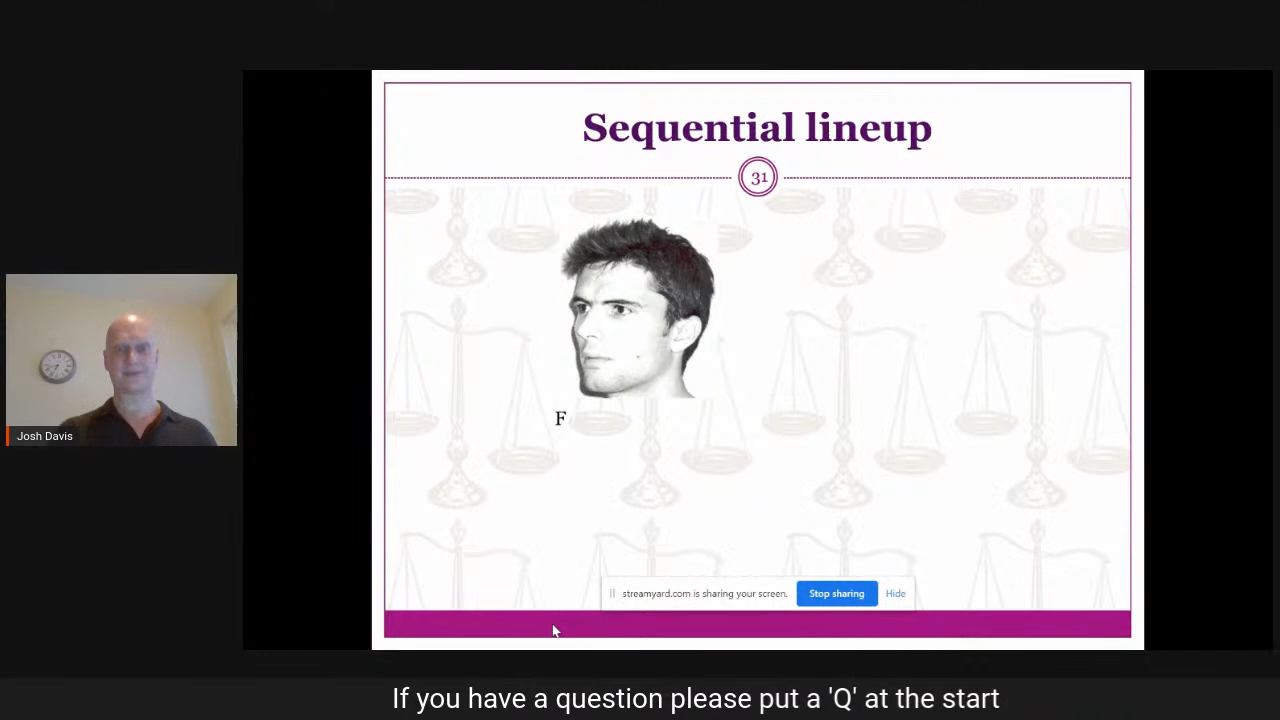 Sequential lineup
31
F
Josh Davis
streamyard.com is sharing your screen. Stop sharing Hide
If you have a question please put a 'Q' at the start